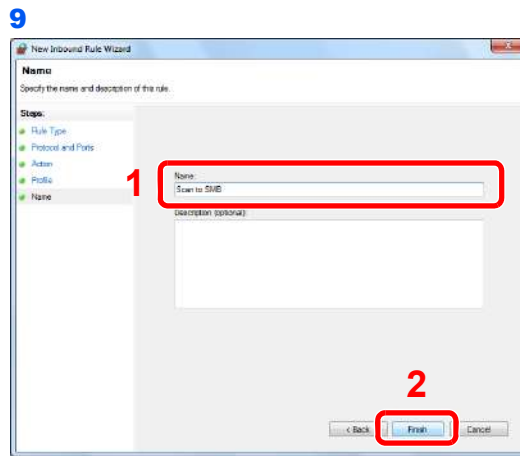 9
New Inbound Rule Wizard
Name
Specify the name and description of this rule.
Steps:
Rule Type
Protocol and Ports
Action
Profile
Name
1
Name:
Scan to SMB
Description (optional):
2
< Back
Finish
Cancel